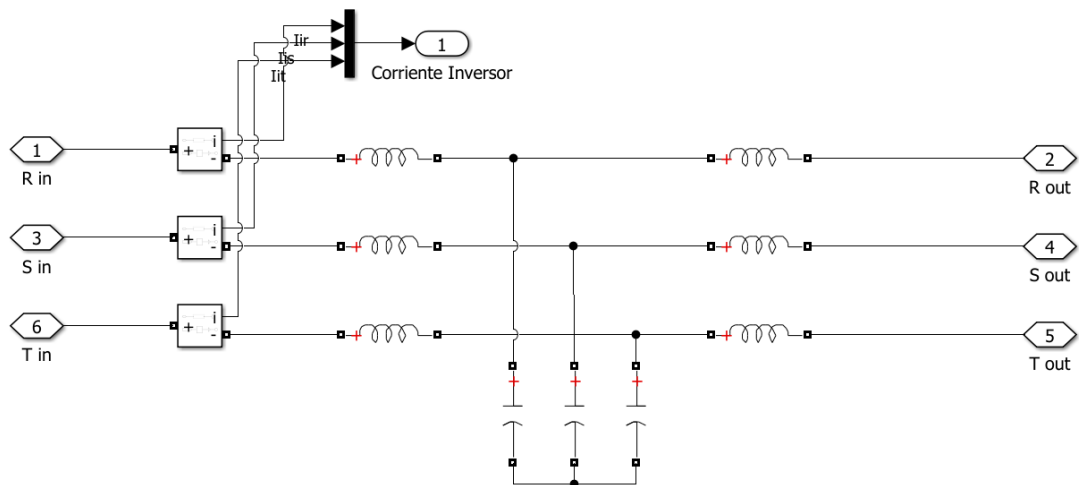 Iir
Iis
Iit
1
Corriente Inversor
i
+
-
1
R in
2
R out
i
+
-
3
S in
4
S out
i
+
-
6
T in
5
T out